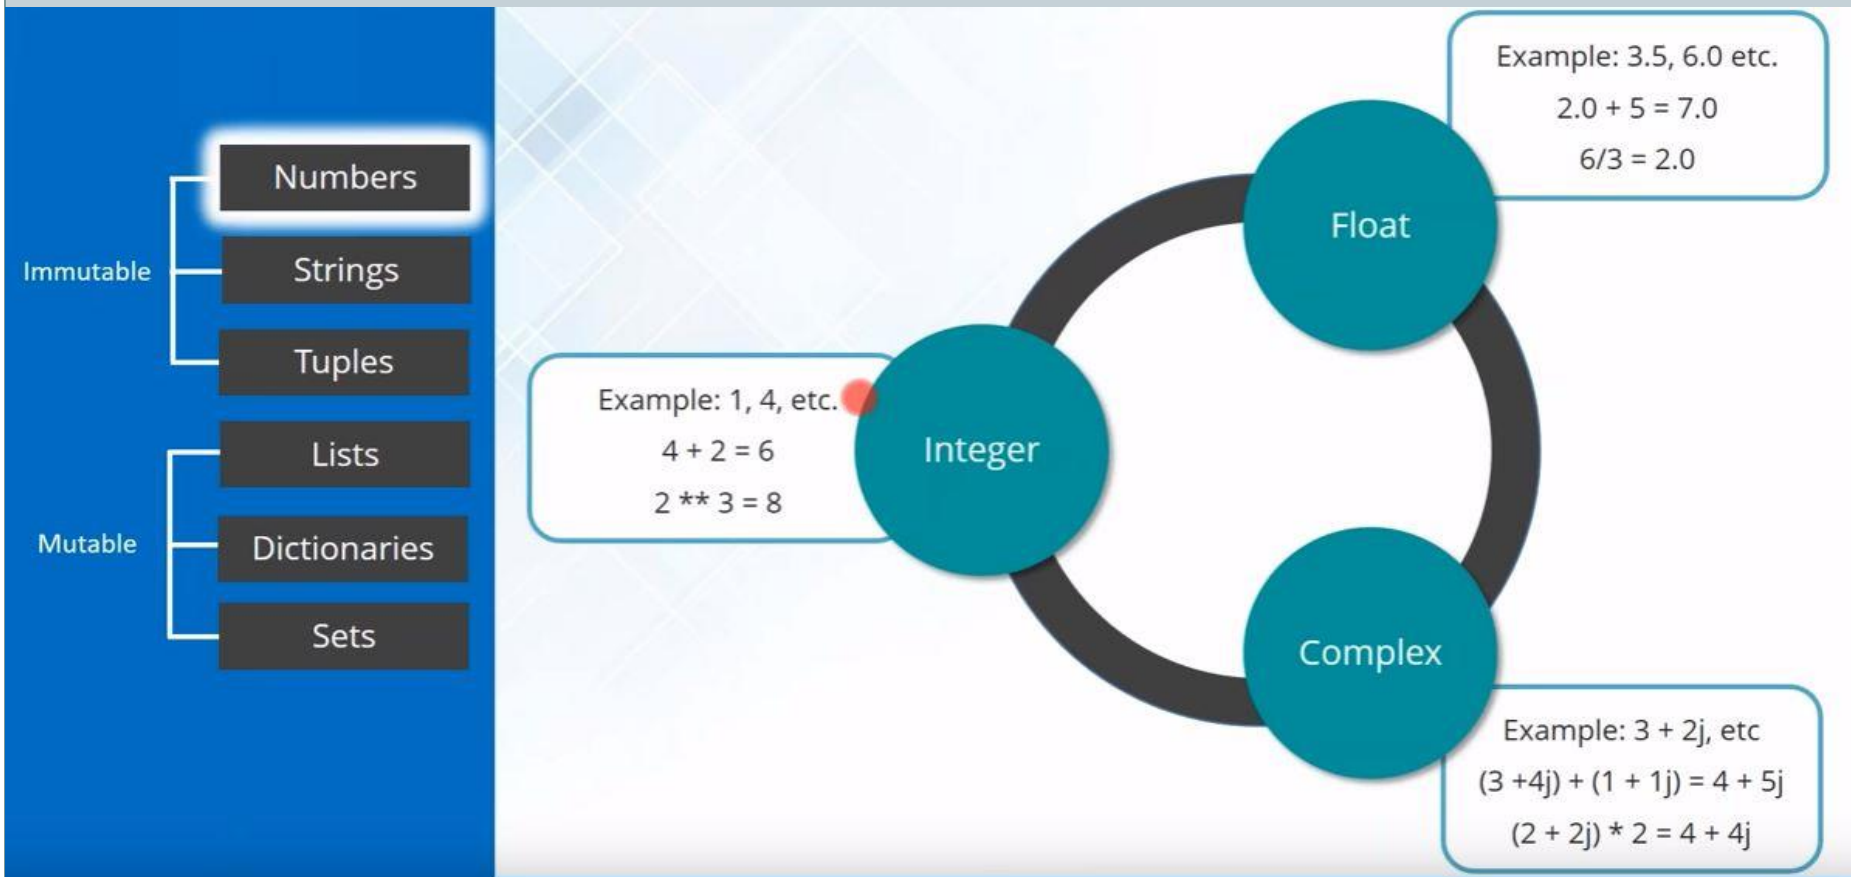 Immutable
Numbers
Strings
Tuples
Mutable
Lists
Dictionaries
Sets
Example: 1, 4, etc.
4 + 2 = 6
2 ** 3 = 8
Integer
Example: 3.5, 6.0 etc.
2.0 + 5 = 7.0
6/3 = 2.0
Float
Complex
Example: 3 + 2j, etc
(3 +4j) + (1 + 1j) = 4 + 5j
(2 + 2j) * 2 = 4 + 4j